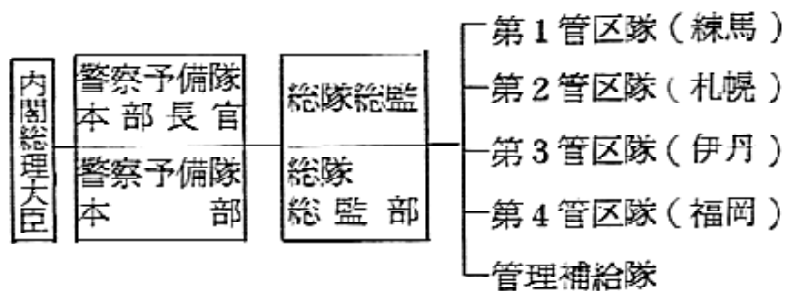 内閣総理大臣
警察予備隊
本部長官
警察予備隊
本部
総隊総監
総隊
総監部
第1管区隊（練馬）
第2管区隊（札幌）
第3管区隊（伊丹）
第4管区隊（福岡）
管理補給隊